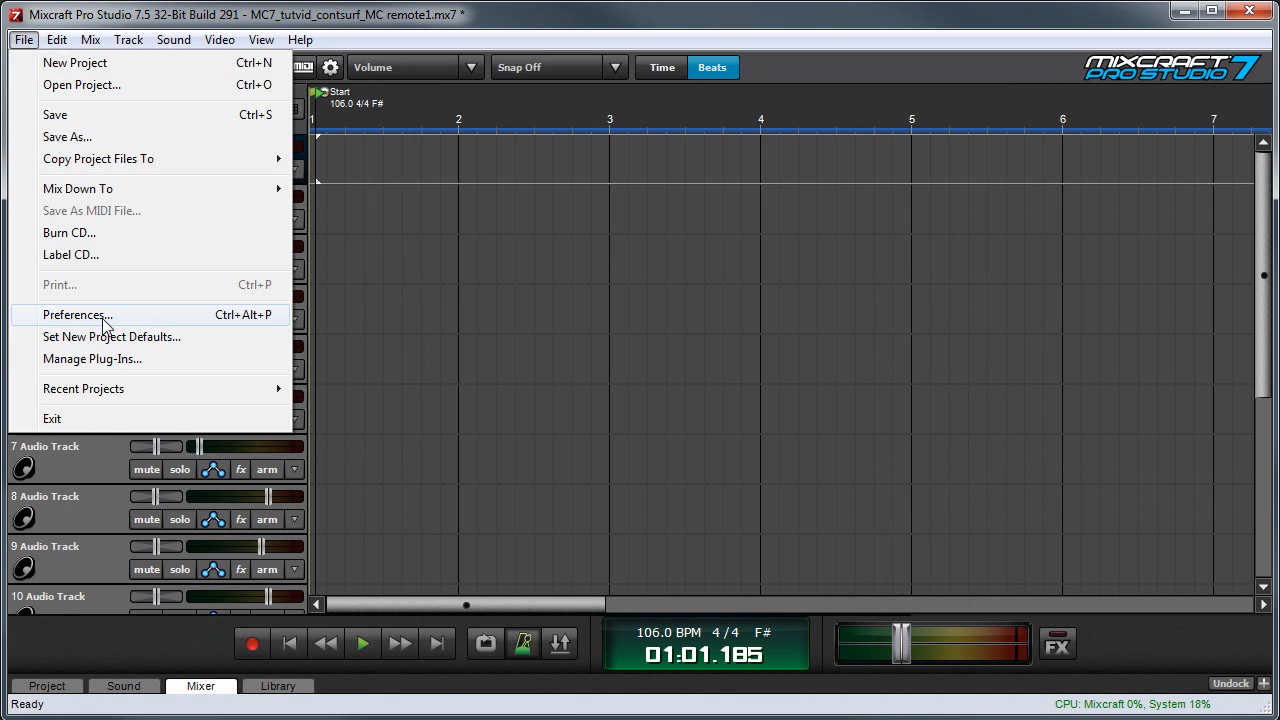 Mixcraft Pro Studio 7.5 32-Bit Build 291 - MC7_tutvid_contsurf_MC remote1.mx7 *
File Edit Mix Track Sound Video View Help
New Project Ctrl+N
Open Project... Ctrl+O
Save Ctrl+S
Save As...
Copy Project Files To
Mix Down To
Save As MIDI File...
Burn CD...
Label CD...
Print... Ctrl+P
Preferences... Ctrl+Alt+P
Set New Project Defaults...
Manage Plug-Ins...
Recent Projects
Exit
Volume Snap Off Time Beats
MIXCRAFT
PRO STUDIO 7
Start
106.0 4/4 F#
1 2 3 4 5 6 7
7 Audio Track
mute solo fx arm
8 Audio Track
mute solo fx arm
9 Audio Track
mute solo fx arm
10 Audio Track
106.0 BPM 4 / 4 F#
01:01.185
FX
Project Sound Mixer Library Undock
Ready CPU: Mixcraft 0%, System 18%